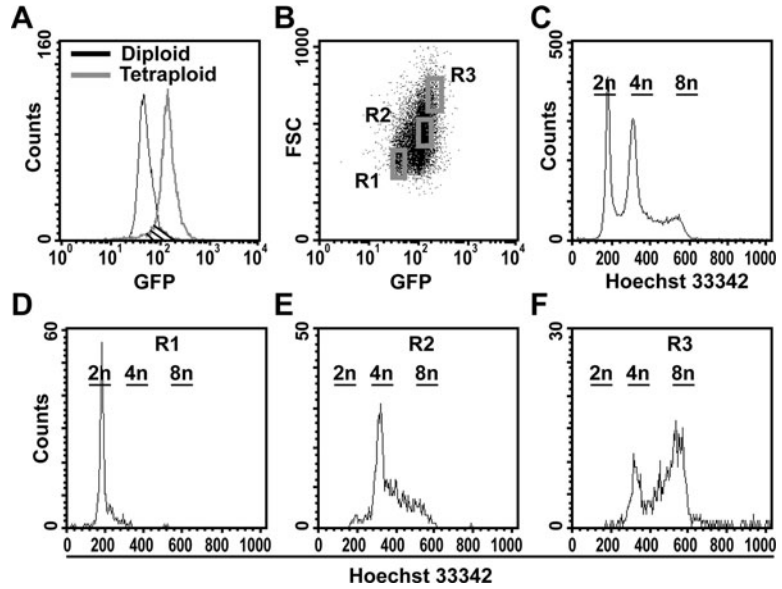 A
160
Counts
0
Diploid
Tetraploid
10^0 10^1 10^2 10^3 10^4
GFP
B
1000
FSC
0
R1
R2
R3
10^0 10^1 10^2 10^3 10^4
GFP
C
500
Counts
0
2n 4n 8n
0 200 400 600 800 1000
Hoechst 33342
D
60
Counts
0
R1
2n 4n 8n
0 200 400 600 800 1000
E
50
0
R2
2n 4n 8n
0 200 400 600 800 1000
F
30
0
R3
2n 4n 8n
0 200 400 600 800 1000
Hoechst 33342